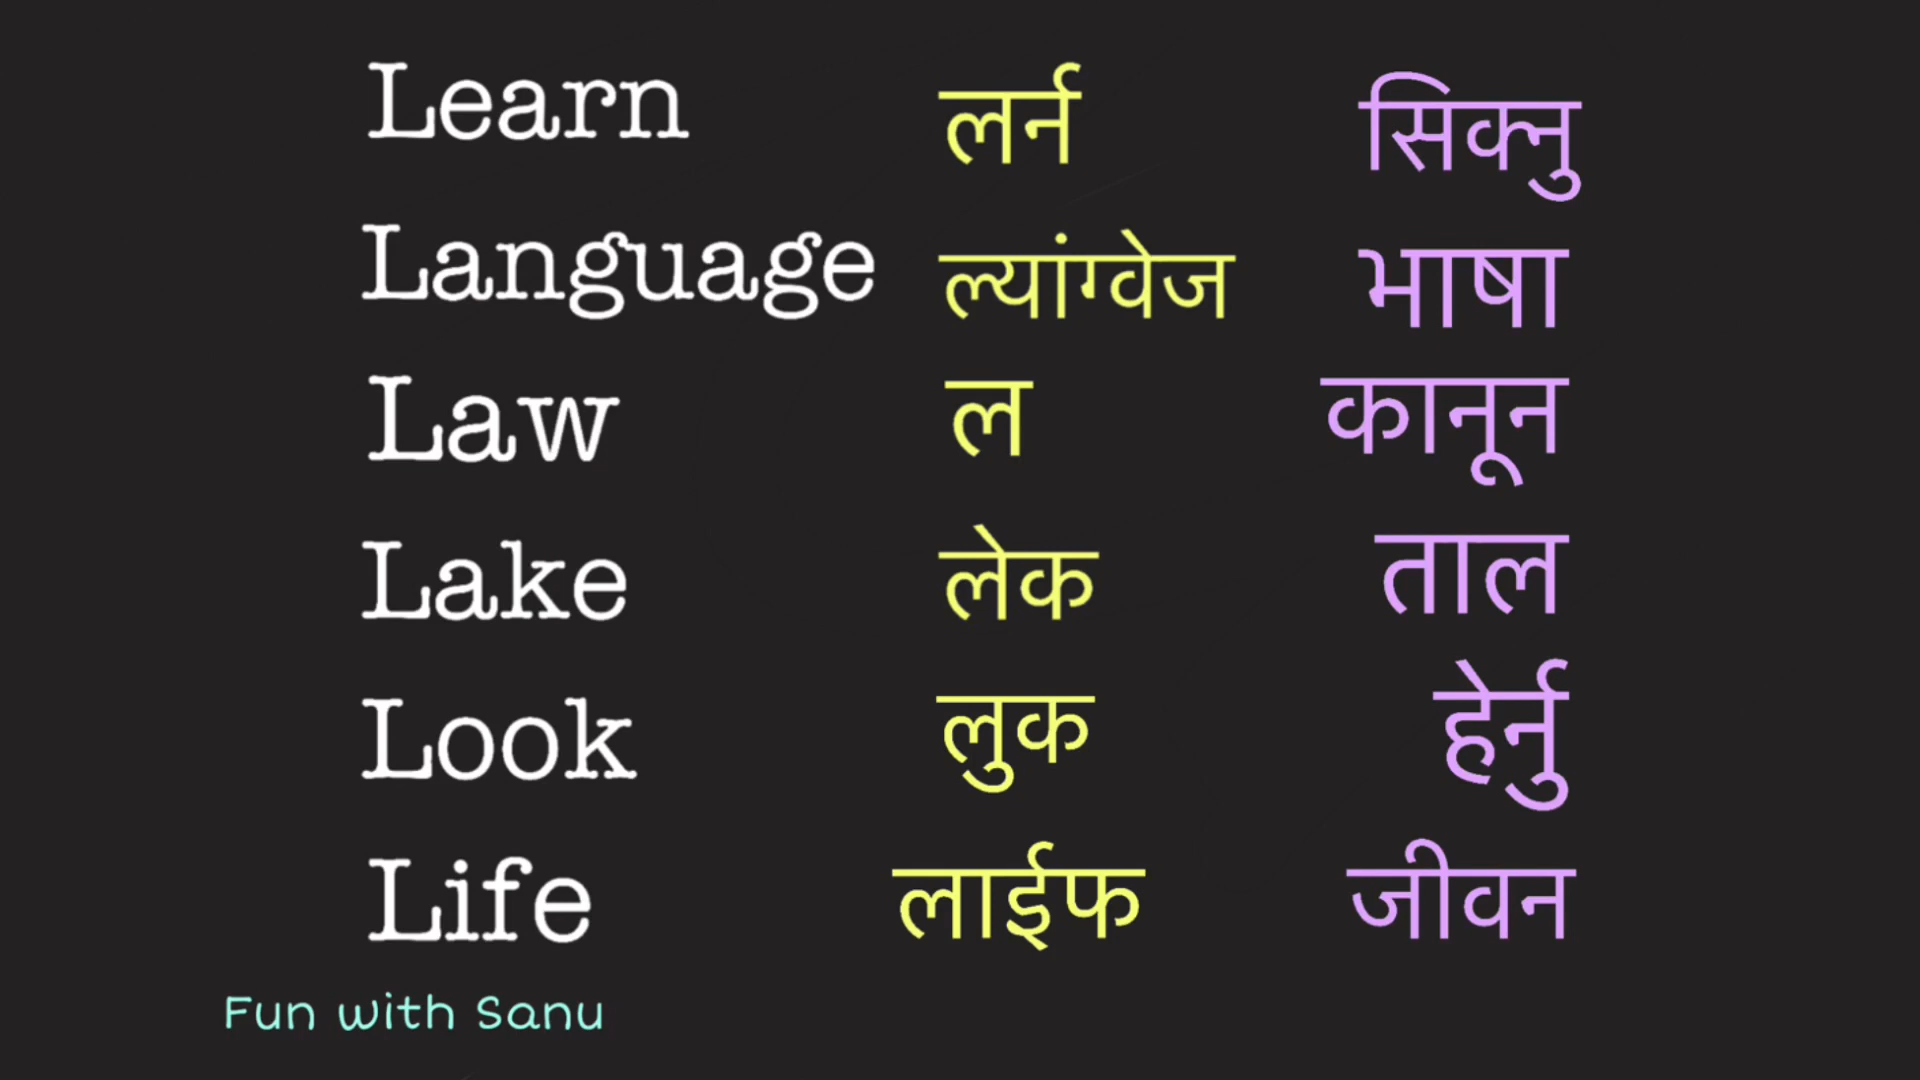 Learn लर्न सिक्नु
Language ल्यांग्वेज भाषा
Law ल कानून
Lake लेक ताल
Look लुक हेर्नु
Life लाईफ जीवन
Fun with Sanu